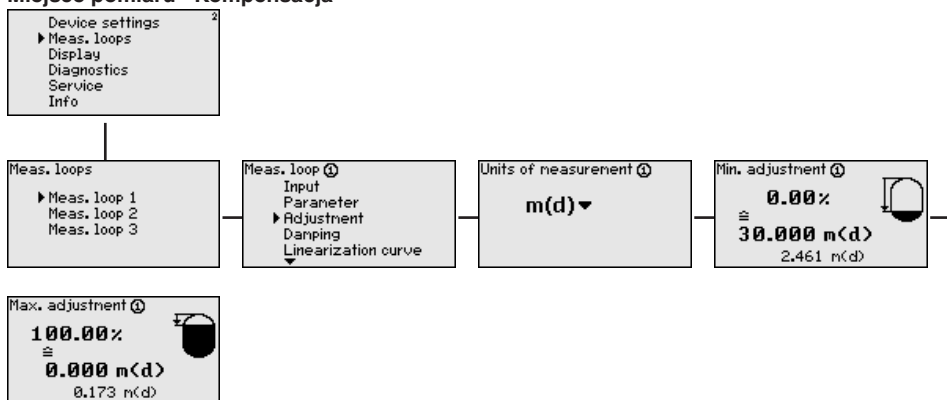 Miejsce pomiaru - Kompensacja
2
Device settings
Meas. loops
Display
Diagnostics
Service
Info
Meas. loops
Meas. loop 1
Meas. loop 2
Meas. loop 3
Meas. loop ①
Input
Parameter
Adjustment
Damping
Linearization curve
Units of measurement ①
m(d)▾
Min. adjustment ①
0.00%
≙
30.000 m(d)
2.461 m(d)
Max. adjustment ①
100.00%
≙
0.000 m(d)
0.173 m(d)